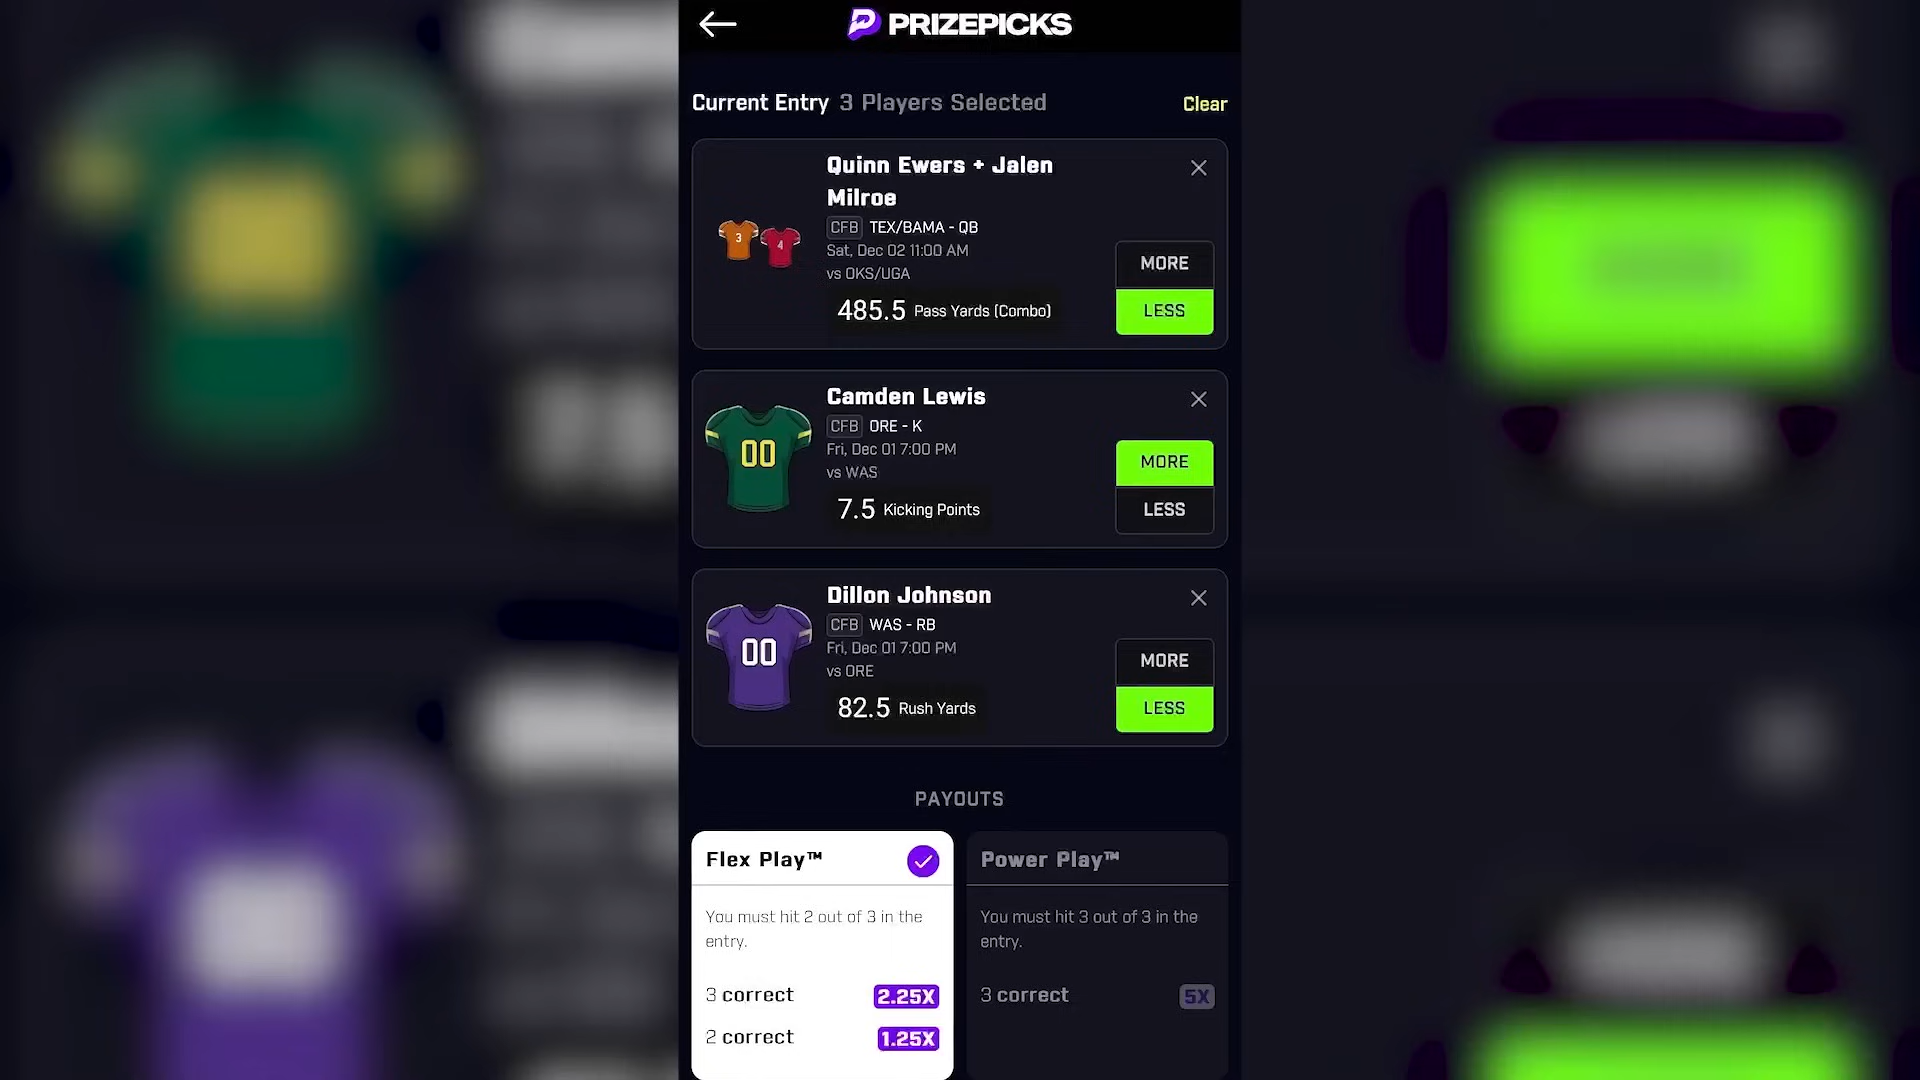 PRIZEPICKS
Current Entry 3 Players Selected Clear
Quinn Ewers + Jalen
Milroe
CFB TEX/BAMA - QB
Sat, Dec 02 11:00 AM
vs OKS/UGA
485.5 Pass Yards (Combo)
3 4
MORE
LESS
Camden Lewis
CFB ORE - K
Fri, Dec 01 7:00 PM
vs WAS
7.5 Kicking Points
00
MORE
LESS
Dillon Johnson
CFB WAS - RB
Fri, Dec 01 7:00 PM
vs ORE
82.5 Rush Yards
00
MORE
LESS
PAYOUTS
Flex Play™
You must hit 2 out of 3 in the
entry.
3 correct 2.25X
2 correct 1.25X
Power Play™
You must hit 3 out of 3 in the
entry.
3 correct 5X